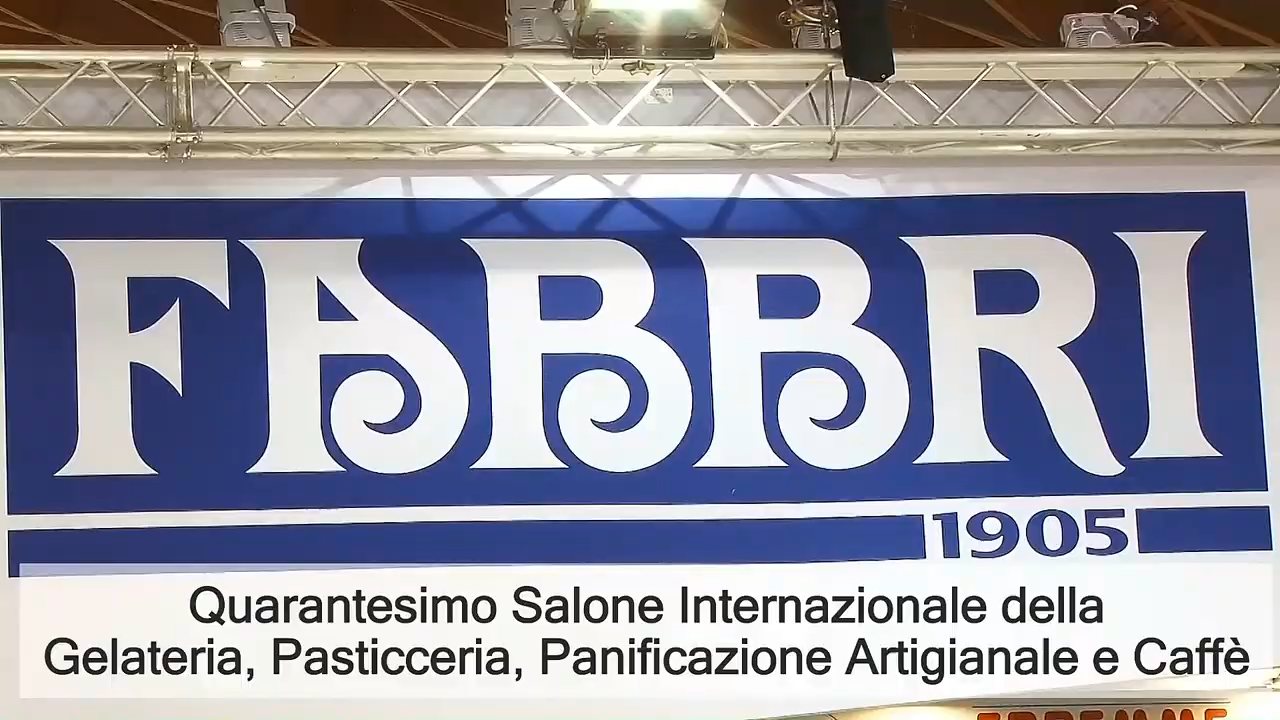 FABBRI
1905
Quarantesimo Salone Internazionale della
Gelateria, Pasticceria, Panificazione Artigianale e Caffè